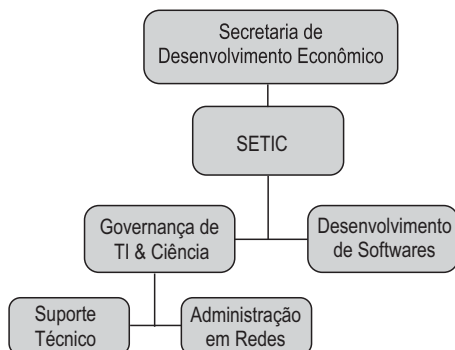 Secretaria de
Desenvolvimento Econômico
SETIC
Governança de
TI & Ciência
Desenvolvimento
de Softwares
Suporte
Técnico
Administração
em Redes